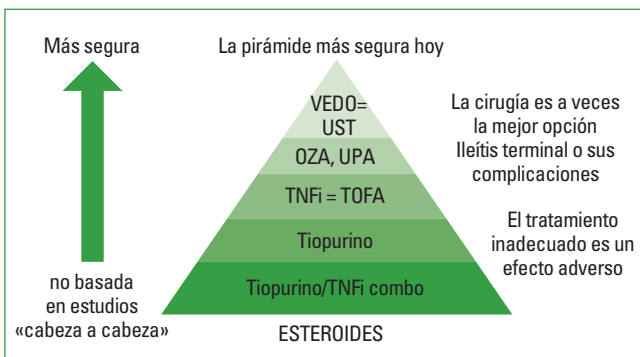 Más segura
La pirámide más segura hoy
VEDO=
UST
OZA, UPA
TNFi = TOFA
Tiopurino
Tiopurino/TNFi combo
ESTEROIDES
no basada
en estudios
«cabeza a cabeza»
La cirugía es a veces
la mejor opción
Ileítis terminal o sus
complicaciones
El tratamiento
inadecuado es un
efecto adverso